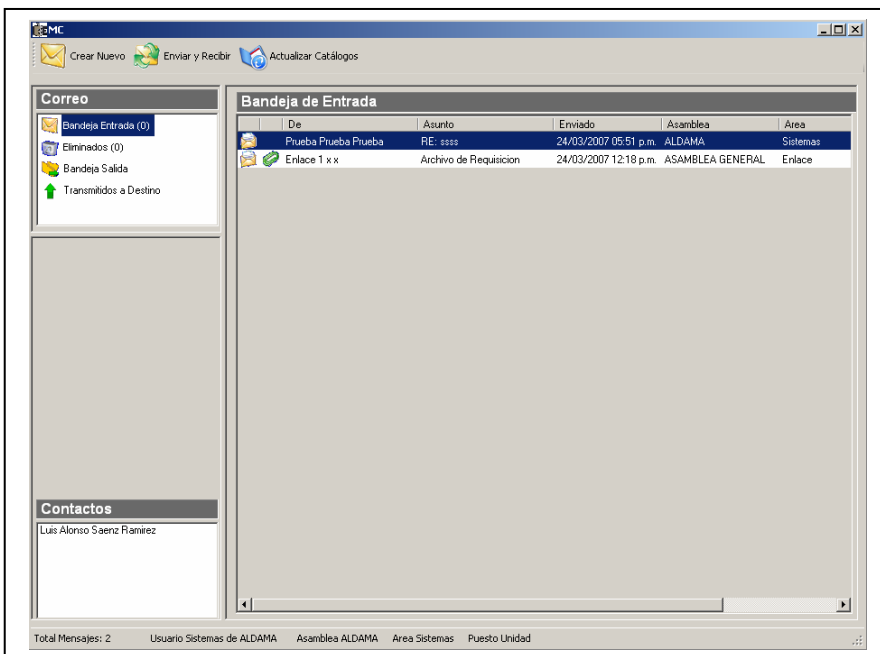 MC
Crear Nuevo Enviar y Recibir Actualizar Catálogos
Correo
Bandeja Entrada (0)
Eliminados (0)
Bandeja Salida
Transmitidos a Destino
Bandeja de Entrada
De Asunto Enviado Asamblea Area
Prueba Prueba Prueba RE: ssss 24/03/2007 05:51 p.m. ALDAMA Sistemas
Enlace 1 x x Archivo de Requisicion 24/03/2007 12:18 p.m. ASAMBLEA GENERAL Enlace
Contactos
Luis Alonso Saenz Ramirez
Total Mensajes: 2 Usuario Sistemas de ALDAMA Asamblea ALDAMA Area Sistemas Puesto Unidad